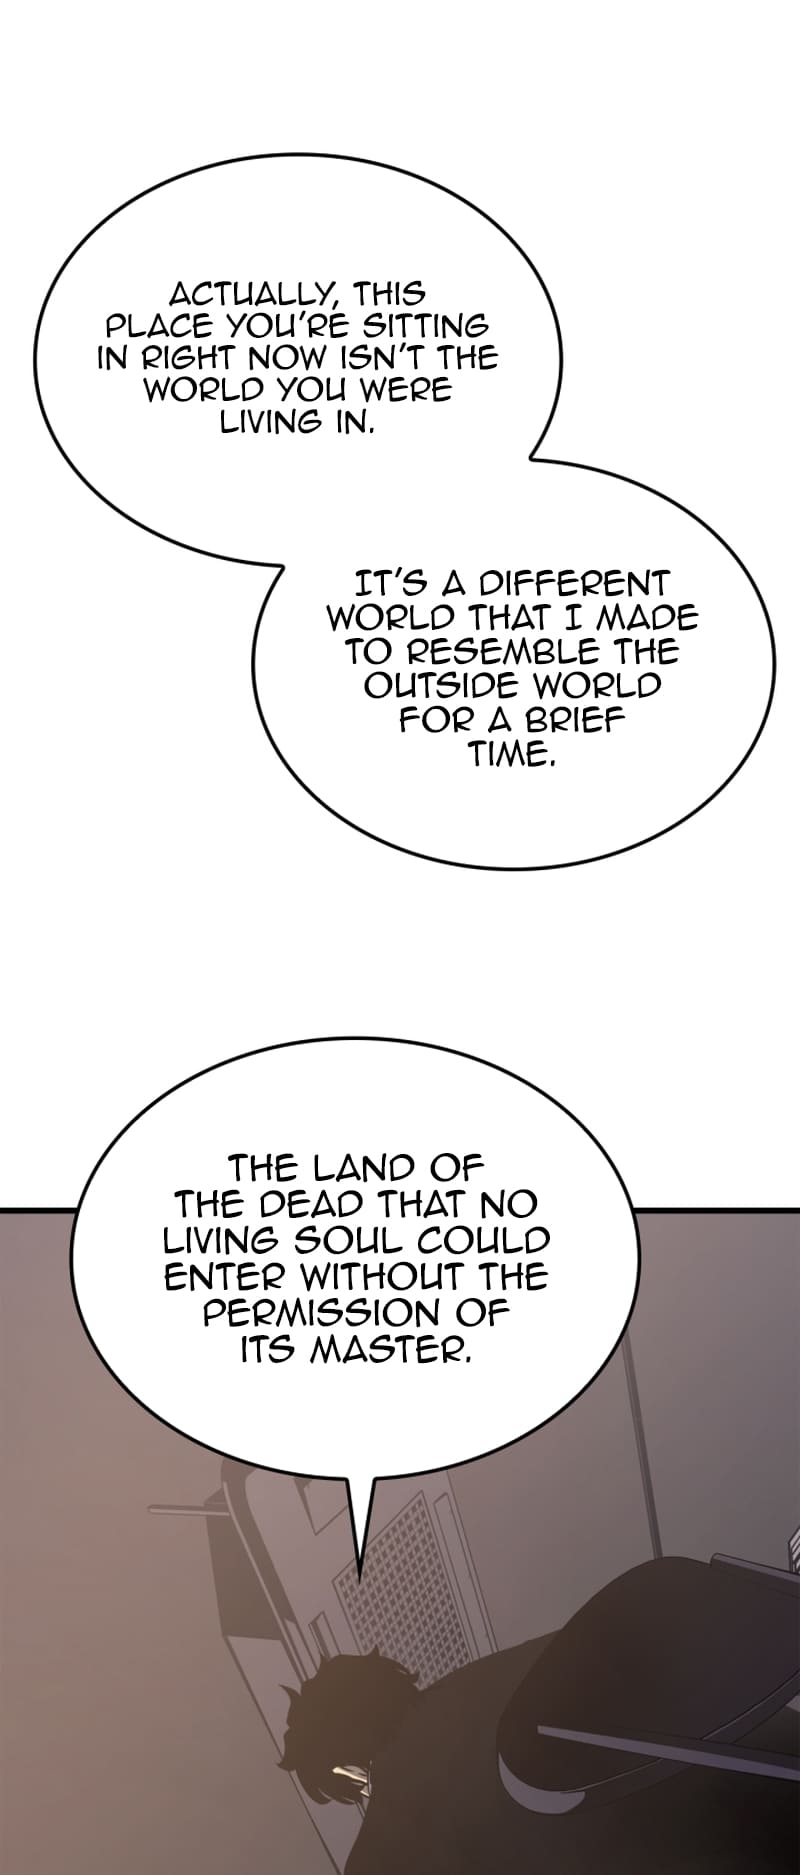 ACTUALLY, THIS
PLACE YOU'RE SITTING
IN RIGHT NOW ISN'T THE
WORLD YOU WERE
LIVING IN.
IT'S A DIFFERENT
WORLD THAT I MADE
TO RESEMBLE THE
OUTSIDE WORLD
FOR A BRIEF
TIME.
THE LAND OF
THE DEAD THAT NO
LIVING SOUL COULD
ENTER WITHOUT THE
PERMISSION OF
ITS MASTER.